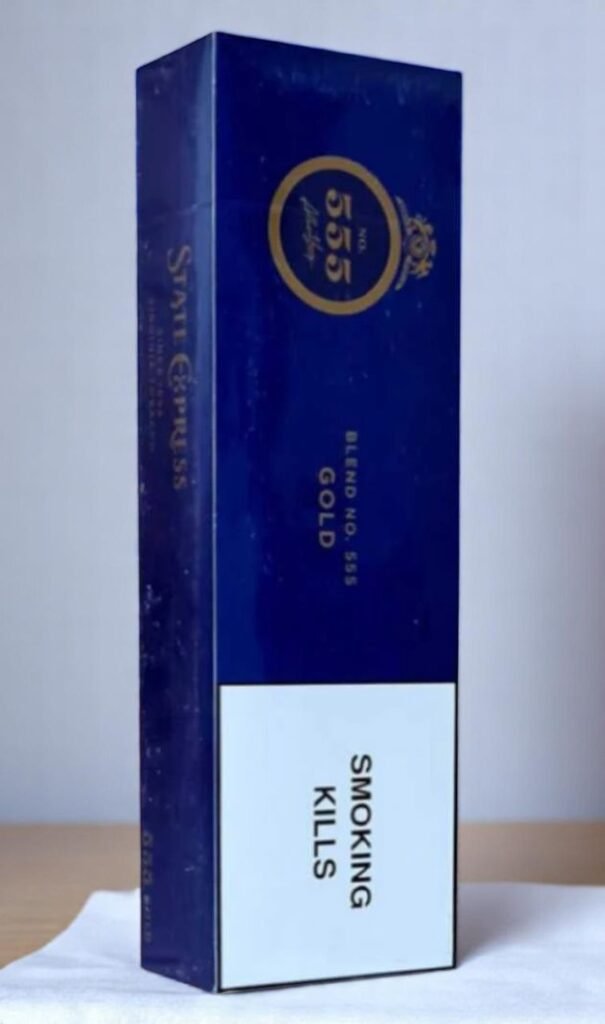 NO.
555
BLEND NO. 555
GOLD
SMOKING
KILLS
STATE EXPRESS